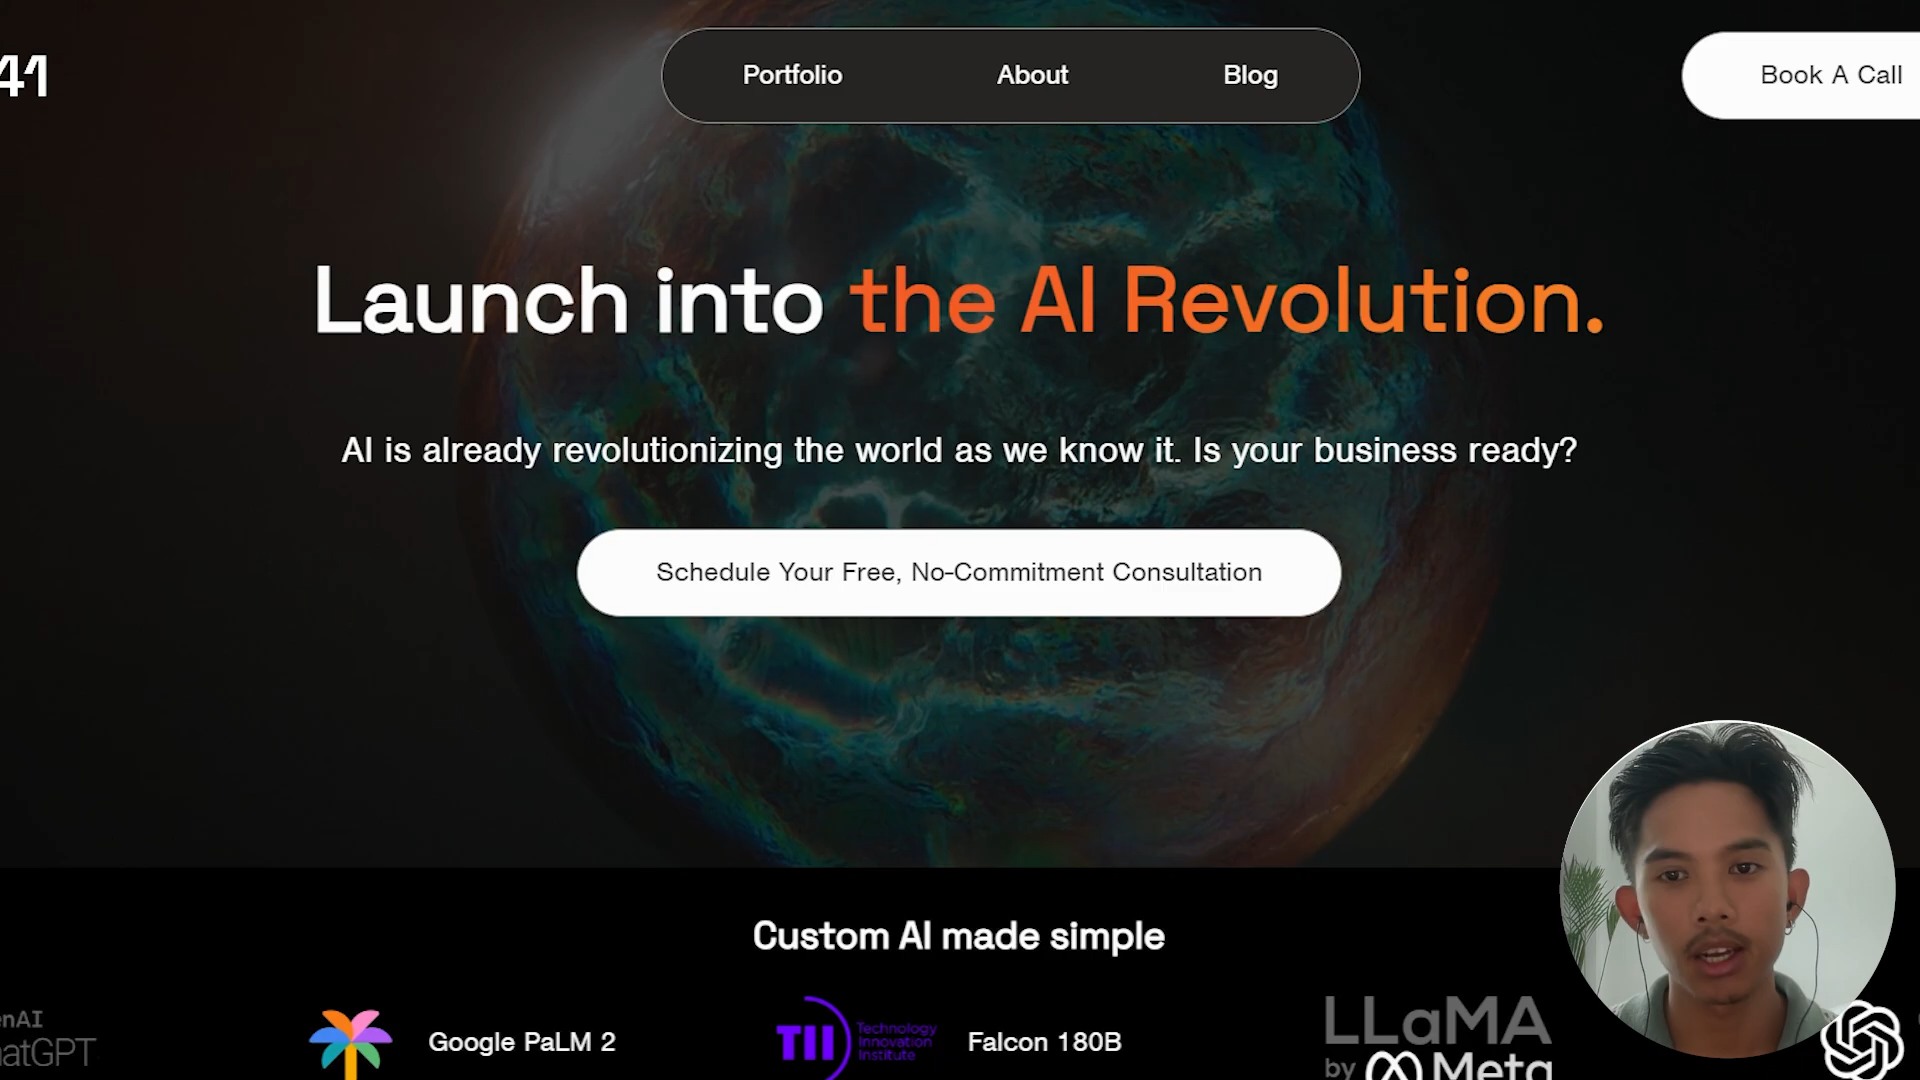 41
Portfolio
About
Blog
Book A Call
Launch into the AI Revolution.
AI is already revolutionizing the world as we know it. Is your business ready?
Schedule Your Free, No-Commitment Consultation
Custom AI made simple
nAI
atGPT
Google PaLM 2
TII Technology
Innovation
Institute
Falcon 180B
LLaMA
by Meta